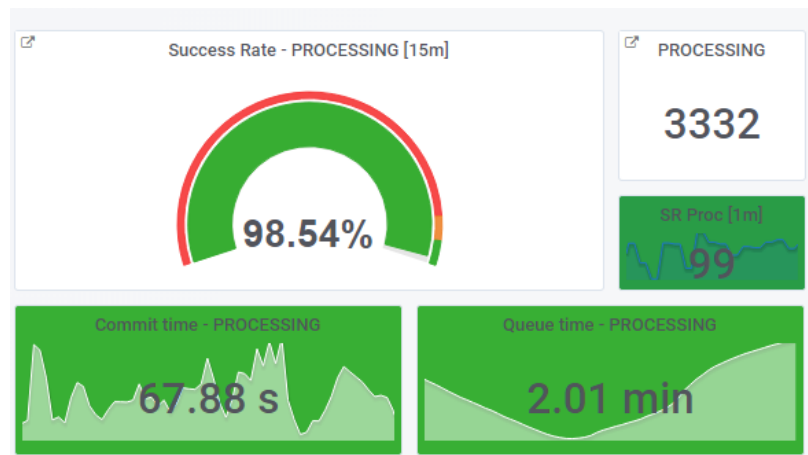 Success Rate - PROCESSING [15m]
98.54%
PROCESSING
3332
SR Proc [1m]
99
Commit time - PROCESSING
67.88 s
Queue time - PROCESSING
2.01 min